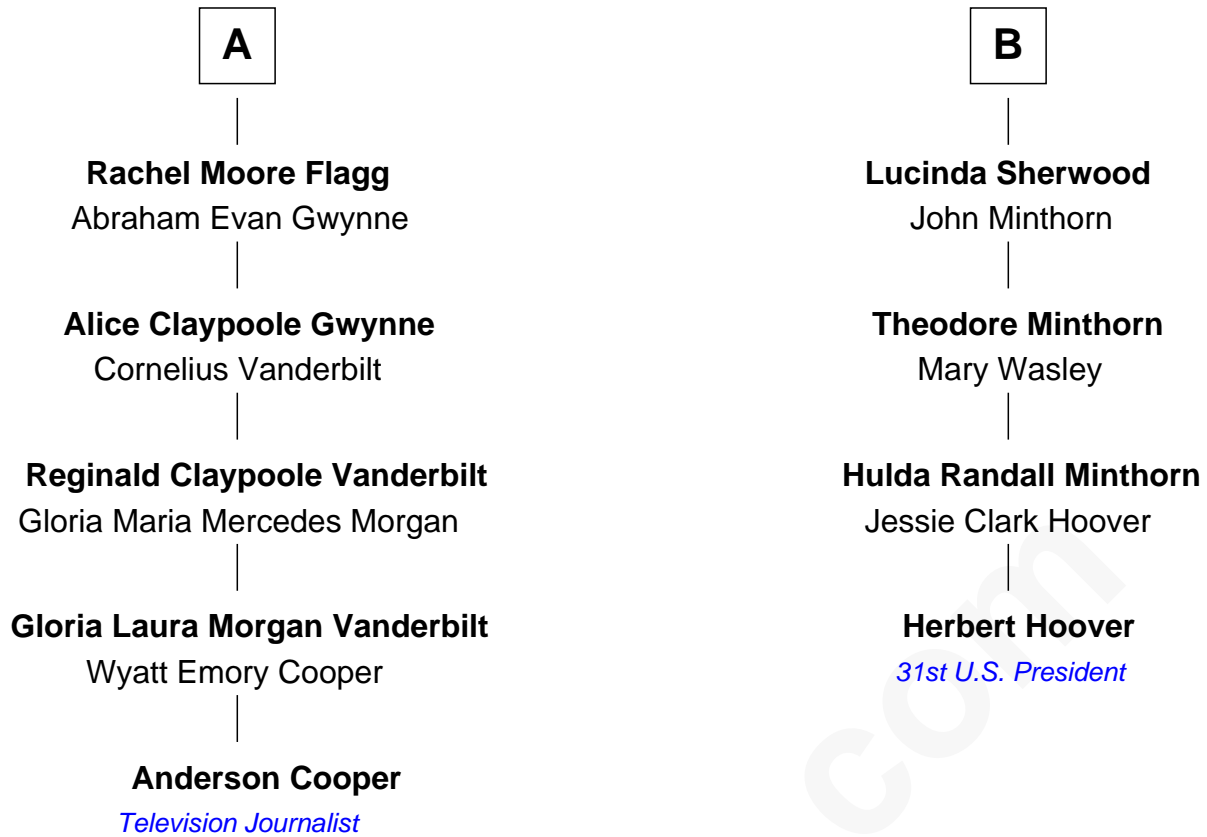 A
Rachel Moore Flagg
Abraham Evan Gwynne
Alice Claypoole Gwynne
Cornelius Vanderbilt
Reginald Claypoole Vanderbilt
Gloria Maria Mercedes Morgan
Gloria Laura Morgan Vanderbilt
Wyatt Emory Cooper
Anderson Cooper
Television Journalist
B
Lucinda Sherwood
John Minthorn
Theodore Minthorn
Mary Wasley
Hulda Randall Minthorn
Jessie Clark Hoover
Herbert Hoover
31st U.S. President
com